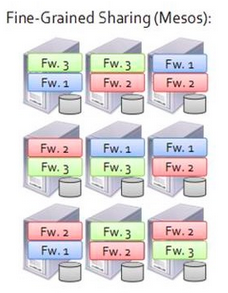 Fine-Grained Sharing (Mesos):
Fw. 3 Fw. 3 Fw. 1
Fw. 1 Fw. 2 Fw. 2
Fw. 2 Fw. 1 Fw. 1
Fw. 3 Fw. 3 Fw. 2
Fw. 2 Fw. 3 Fw. 2
Fw. 1 Fw. 2 Fw. 3